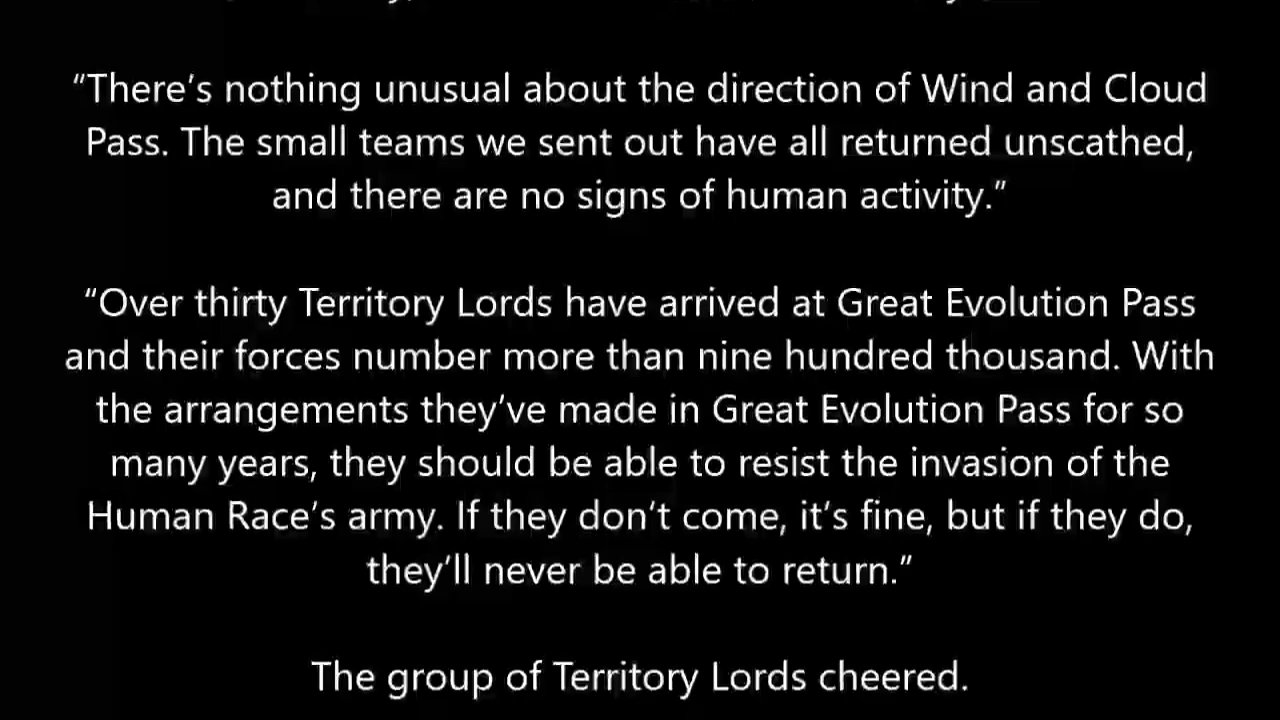 “There’s nothing unusual about the direction of Wind and Cloud
Pass. The small teams we sent out have all returned unscathed,
and there are no signs of human activity.”
“Over thirty Territory Lords have arrived at Great Evolution Pass
and their forces number more than nine hundred thousand. With
the arrangements they’ve made in Great Evolution Pass for so
many years, they should be able to resist the invasion of the
Human Race’s army. If they don’t come, it’s fine, but if they do,
they’ll never be able to return.”
The group of Territory Lords cheered.